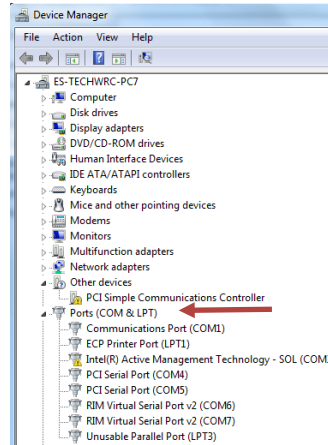 Device Manager
File Action View Help
ES-TECHWRC-PC7
Computer
Disk drives
Display adapters
DVD/CD-ROM drives
Human Interface Devices
IDE ATA/ATAPI controllers
Keyboards
Mice and other pointing devices
Modems
Monitors
Multifunction adapters
Network adapters
Other devices
PCI Simple Communications Controller
Ports (COM & LPT)
Communications Port (COM1)
ECP Printer Port (LPT1)
Intel(R) Active Management Technology - SOL (COM
PCI Serial Port (COM4)
PCI Serial Port (COM5)
RIM Virtual Serial Port v2 (COM6)
RIM Virtual Serial Port v2 (COM7)
Unusable Parallel Port (LPT3)